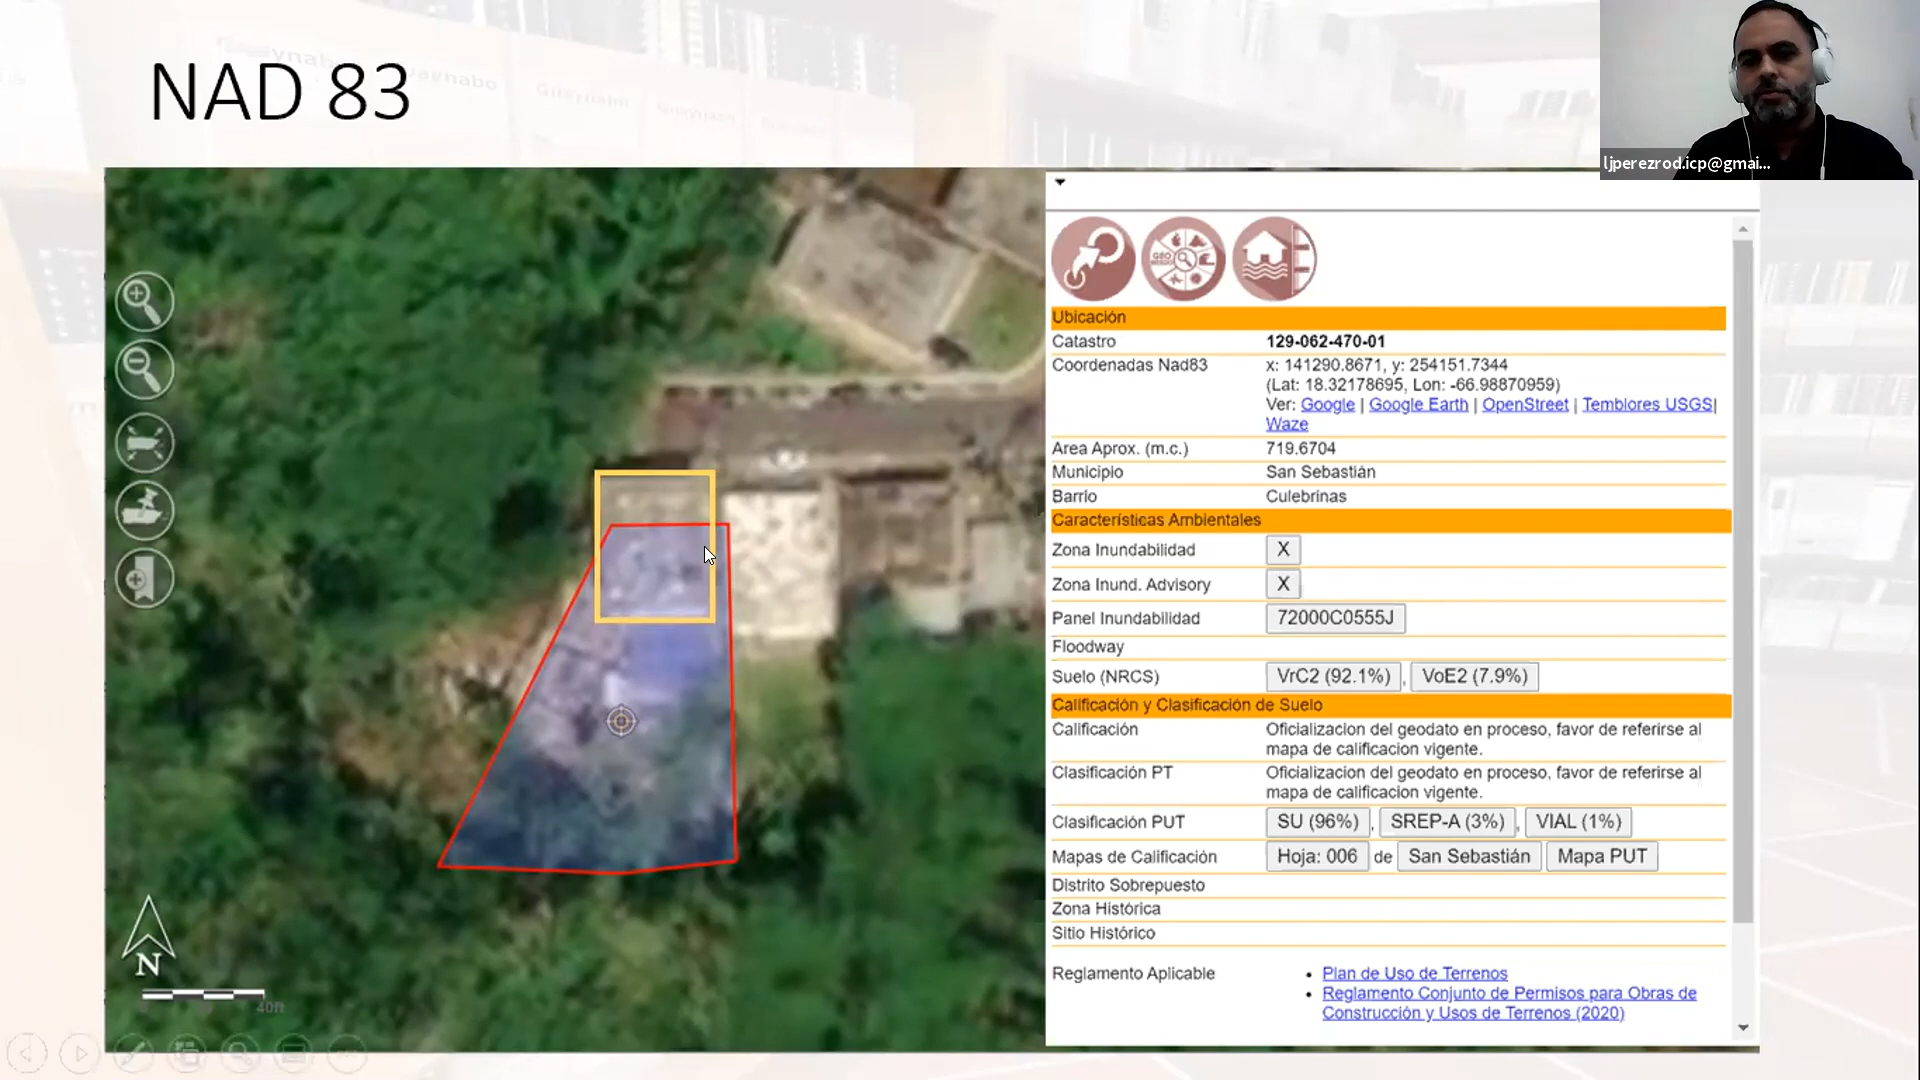 NAD 83
ljperezrod.icp@gmai...
Ubicación
Catastro 129-062-470-01
Coordenadas Nad83 x: 141290.8671, y: 254151.7344
(Lat: 18.32178695, Lon: -66.98870959)
Ver: Google | Google Earth | OpenStreet | Temblores USGS|
Waze
Area Aprox. (m.c.) 719.6704
Municipio San Sebastián
Barrio Culebrinas
Características Ambientales
Zona Inundabilidad X
Zona Inund. Advisory X
Panel Inundabilidad 72000C0555J
Floodway
Suelo (NRCS) VrC2 (92.1%) , VoE2 (7.9%)
Calificación y Clasificación de Suelo
Calificación Oficializacion del geodato en proceso, favor de referirse al
mapa de calificacion vigente.
Clasificación PT Oficializacion del geodato en proceso, favor de referirse al
mapa de calificacion vigente.
Clasificación PUT SU (96%) , SREP-A (3%) , VIAL (1%)
Mapas de Calificación Hoja: 006 de San Sebastián Mapa PUT
Distrito Sobrepuesto
Zona Histórica
Sitio Histórico
Reglamento Aplicable • Plan de Uso de Terrenos
• Reglamento Conjunto de Permisos para Obras de
Construcción y Usos de Terrenos (2020)
N
40ft